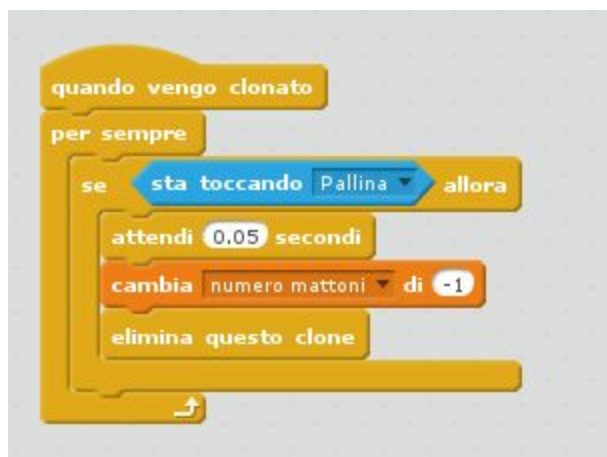 quando vengo clonato
per sempre
se sta toccando Pallina allora
attendi 0.05 secondi
cambia numero mattoni di -1
elimina questo clone